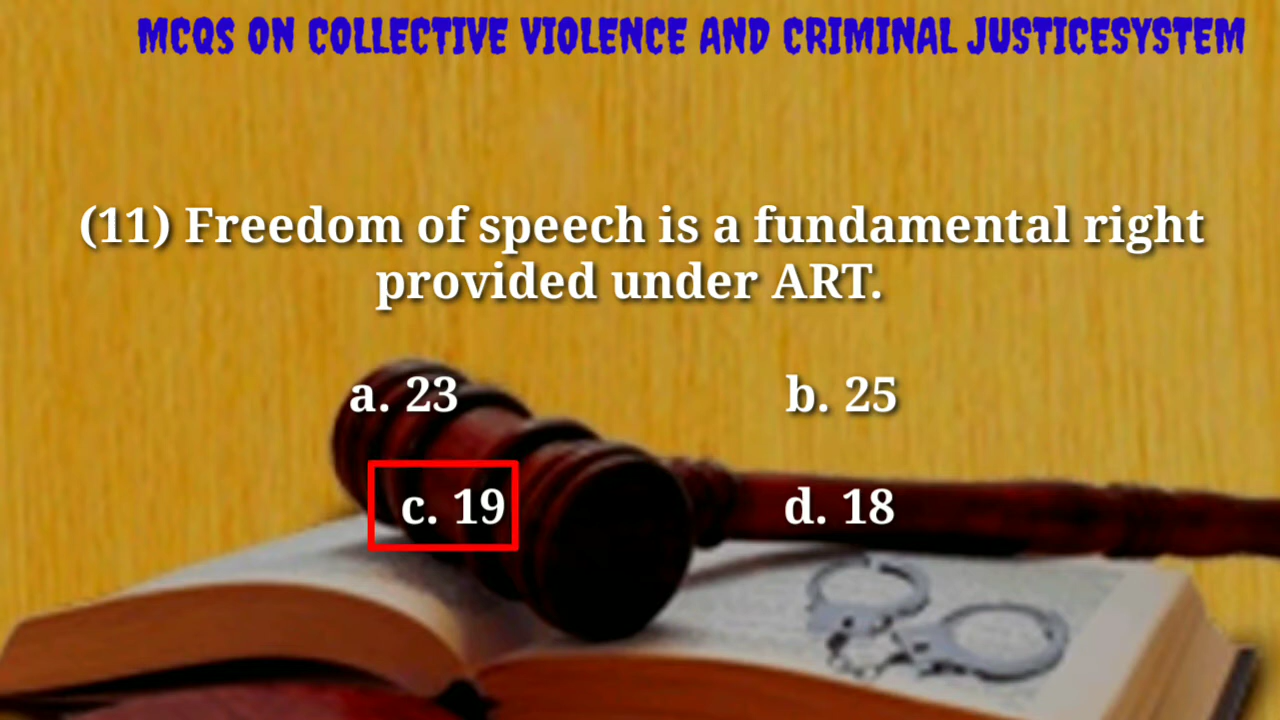 MCQS ON COLLECTIVE VIOLENCE AND CRIMINAL JUSTICESYSTEM
(11) Freedom of speech is a fundamental right
provided under ART.
a. 23 b. 25
c. 19 d. 18